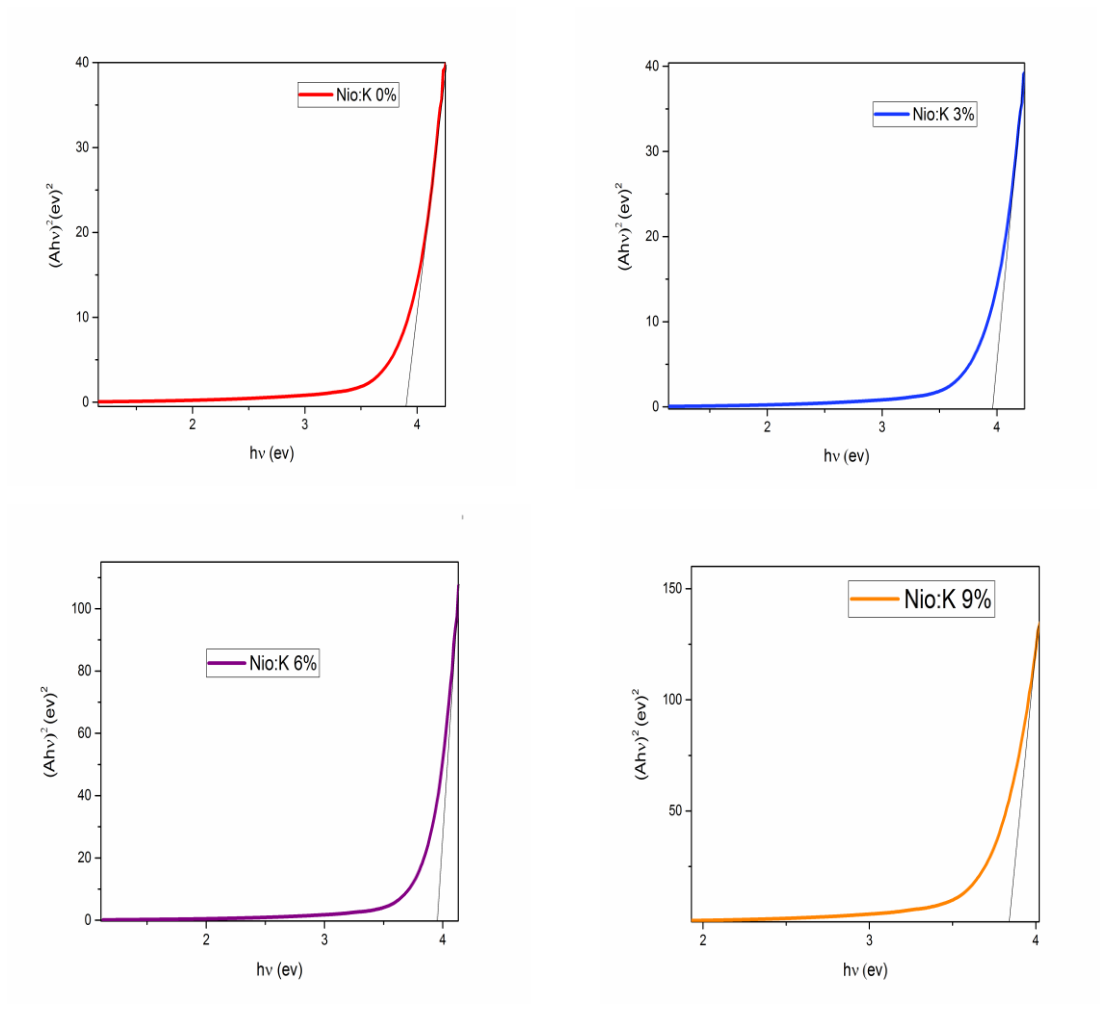 40
30
20
10
0
2
3
4
(Ahν)²(ev)²
hν (ev)
Nio:K 0%
40
30
20
10
0
2
3
4
(Ahν)² (ev)²
hν (ev)
Nio:K 3%
100
80
60
40
20
0
2
3
4
(Ahν)² (ev)²
hν (ev)
Nio:K 6%
150
100
50
2
3
4
(Ahν)² (ev)²
hν (ev)
Nio:K 9%